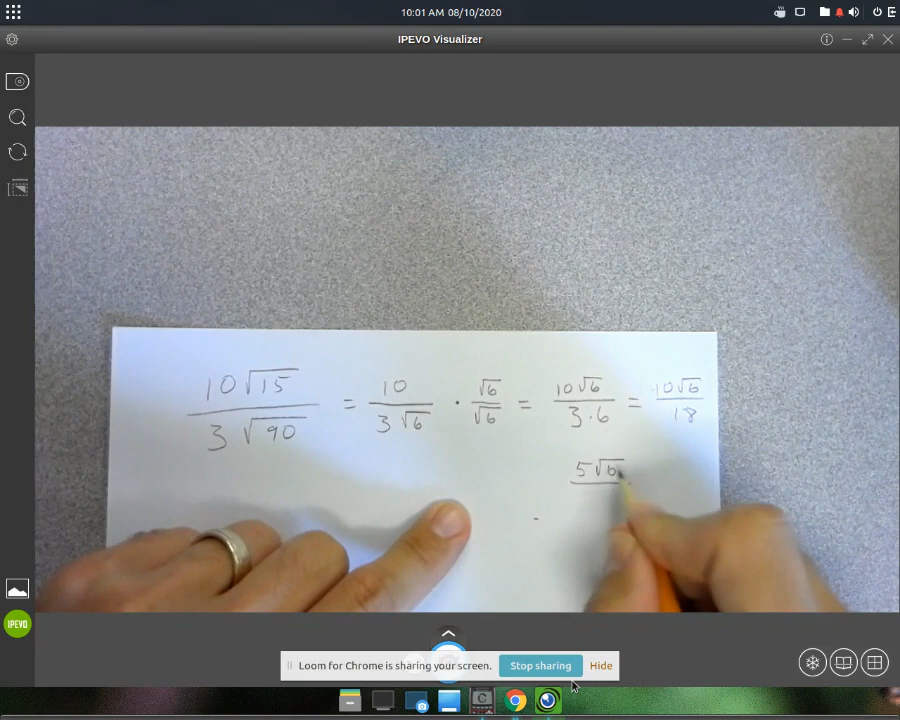 10:01 AM 08/10/2020
IPEVO Visualizer
10√15 / 3√90 = 10 / 3√6 · √6 / √6 = 10√6 / 3·6 = 10√6 / 18
5√6
IPEVO
Loom for Chrome is sharing your screen. Stop sharing Hide